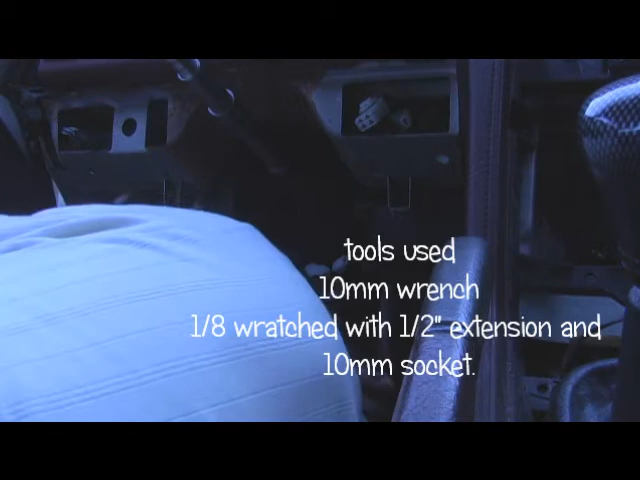 tools used
10mm wrench
1/8 wratched with 1/2" extension and
10mm socket.